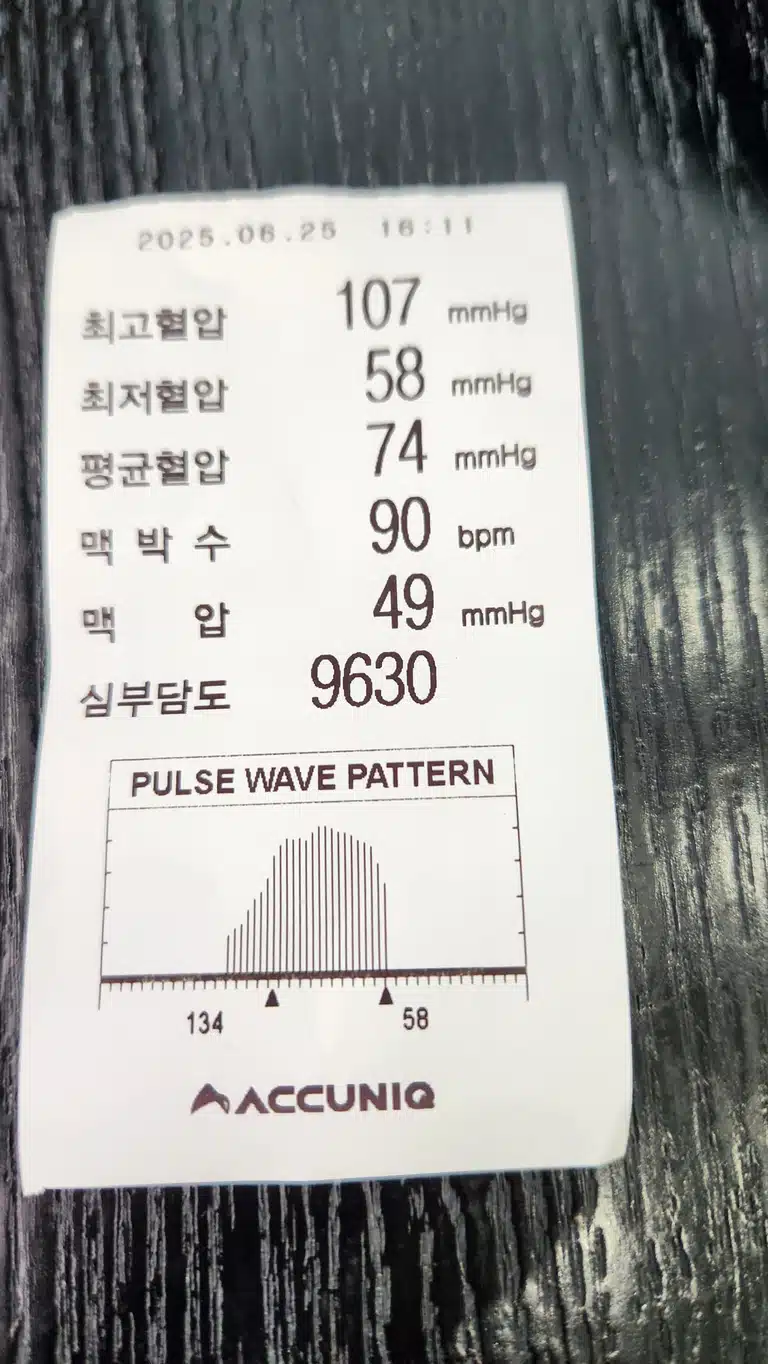 2025.06.25 16:11
최고혈압 107 mmHg
최저혈압 58 mmHg
평균혈압 74 mmHg
맥 박 수 90 bpm
맥 압 49 mmHg
심부담도 9630
PULSE WAVE PATTERN
134 58
ACCUNIQ